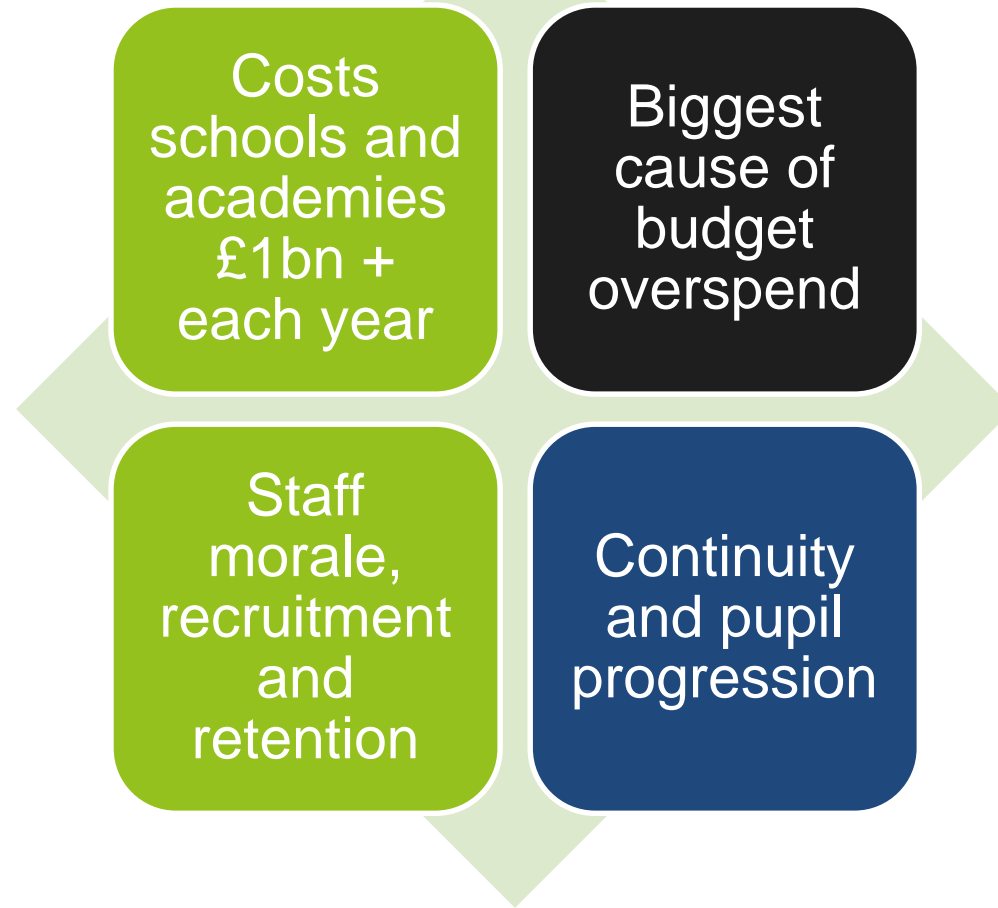 Costs
schools and
academies
£1bn +
each year
Biggest
cause of
budget
overspend
Staff
morale,
recruitment
and
retention
Continuity
and pupil
progression